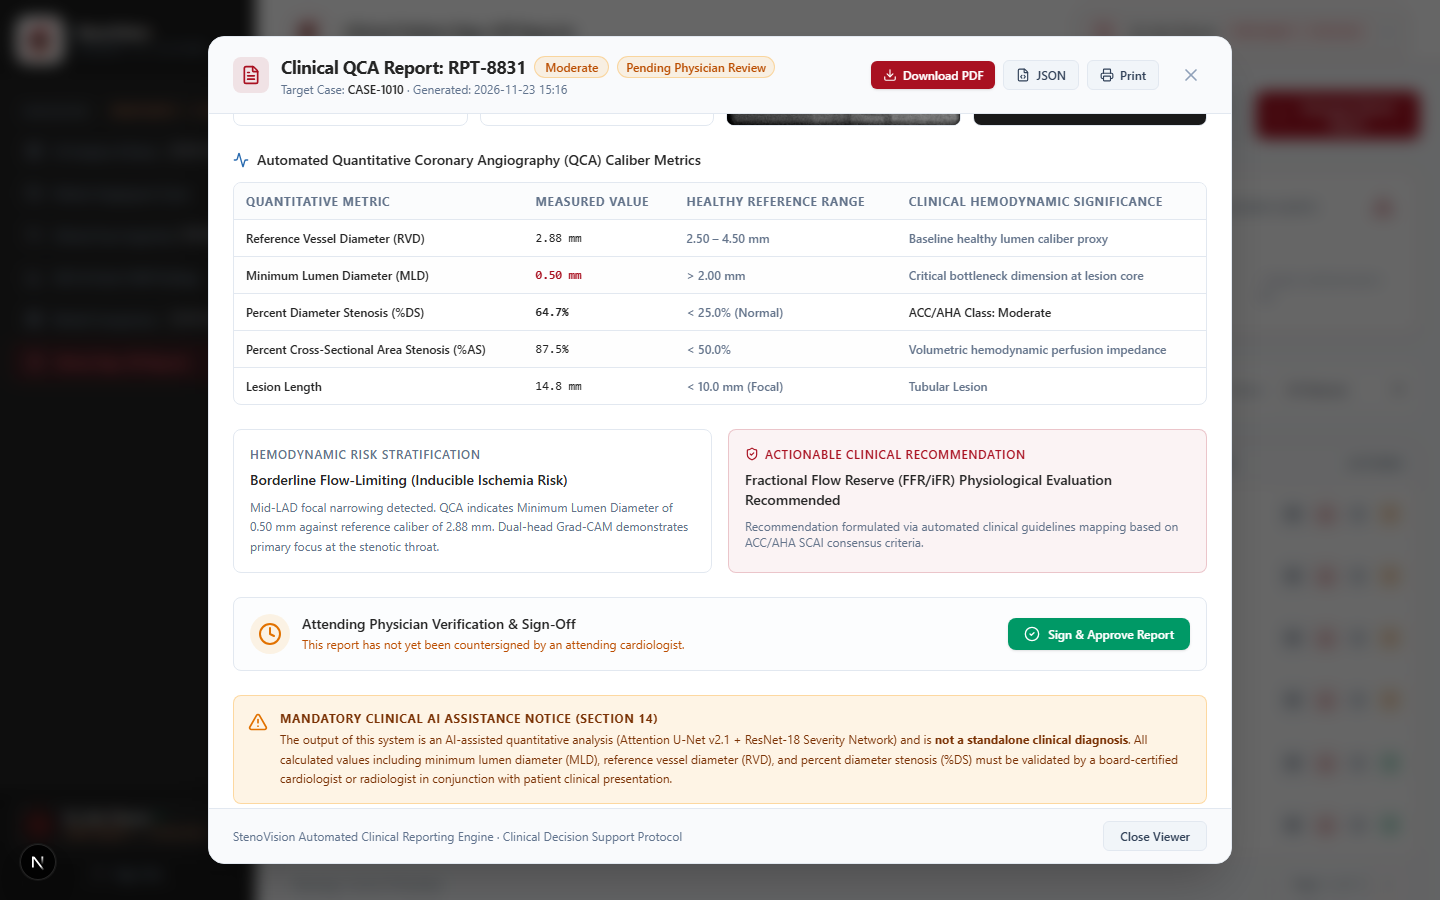 Clinical QCA Report: RPT-8831 Moderate Pending Physician Review
Target Case: CASE-1010 · Generated: 2026-11-23 15:16
Download PDF JSON Print
Automated Quantitative Coronary Angiography (QCA) Caliber Metrics
QUANTITATIVE METRIC MEASURED VALUE HEALTHY REFERENCE RANGE CLINICAL HEMODYNAMIC SIGNIFICANCE
Reference Vessel Diameter (RVD) 2.88 mm 2.50 – 4.50 mm Baseline healthy lumen caliber proxy
Minimum Lumen Diameter (MLD) 0.50 mm > 2.00 mm Critical bottleneck dimension at lesion core
Percent Diameter Stenosis (%DS) 64.7% < 25.0% (Normal) ACC/AHA Class: Moderate
Percent Cross-Sectional Area Stenosis (%AS) 87.5% < 50.0% Volumetric hemodynamic perfusion impedance
Lesion Length 14.8 mm < 10.0 mm (Focal) Tubular Lesion
HEMODYNAMIC RISK STRATIFICATION
Borderline Flow-Limiting (Inducible Ischemia Risk)
Mid-LAD focal narrowing detected. QCA indicates Minimum Lumen Diameter of
0.50 mm against reference caliber of 2.88 mm. Dual-head Grad-CAM demonstrates
primary focus at the stenotic throat.
ACTIONABLE CLINICAL RECOMMENDATION
Fractional Flow Reserve (FFR/iFR) Physiological Evaluation
Recommended
Recommendation formulated via automated clinical guidelines mapping based on
ACC/AHA SCAI consensus criteria.
Attending Physician Verification & Sign-Off
This report has not yet been countersigned by an attending cardiologist.
Sign & Approve Report
MANDATORY CLINICAL AI ASSISTANCE NOTICE (SECTION 14)
The output of this system is an AI-assisted quantitative analysis (Attention U-Net v2.1 + ResNet-18 Severity Network) and is not a standalone clinical diagnosis. All
calculated values including minimum lumen diameter (MLD), reference vessel diameter (RVD), and percent diameter stenosis (%DS) must be validated by a board-certified
cardiologist or radiologist in conjunction with patient clinical presentation.
StenoVision Automated Clinical Reporting Engine · Clinical Decision Support Protocol
Close Viewer
N